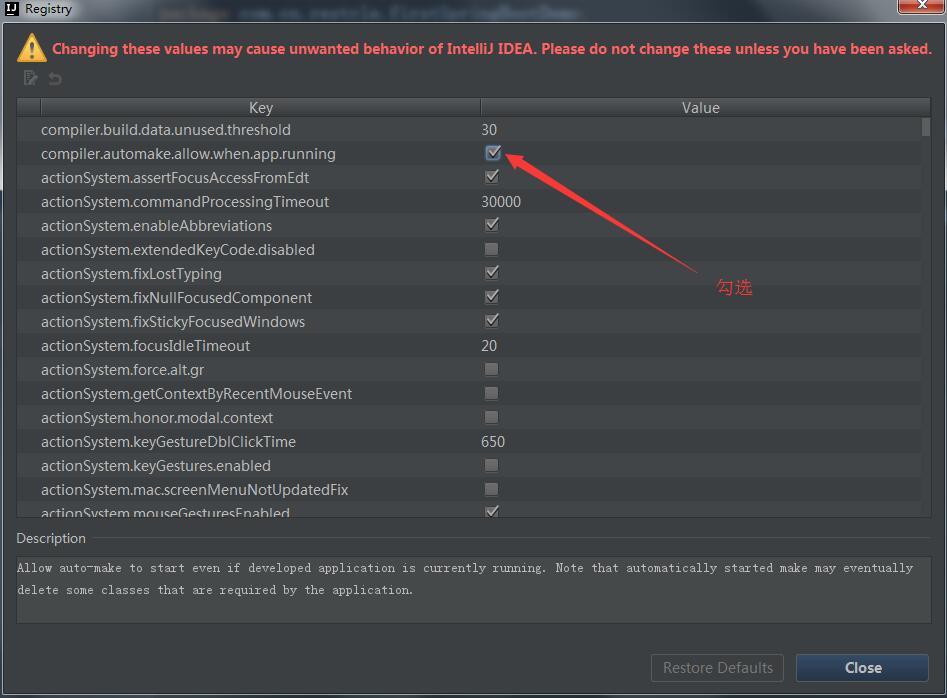 Registry
Changing these values may cause unwanted behavior of IntelliJ IDEA. Please do not change these unless you have been asked.
Key Value
compiler.build.data.unused.threshold 30
compiler.automake.allow.when.app.running
actionSystem.assertFocusAccessFromEdt
actionSystem.commandProcessingTimeout 30000
actionSystem.enableAbbreviations
actionSystem.extendedKeyCode.disabled
actionSystem.fixLostTyping
actionSystem.fixNullFocusedComponent
actionSystem.fixStickyFocusedWindows
勾选
actionSystem.focusIdleTimeout 20
actionSystem.force.alt.gr
actionSystem.getContextByRecentMouseEvent
actionSystem.honor.modal.context
actionSystem.keyGestureDblClickTime 650
actionSystem.keyGestures.enabled
actionSystem.mac.screenMenuNotUpdatedFix
actionSystem.mouseGesturesEnabled
Description
Allow auto-make to start even if developed application is currently running. Note that automatically started make may eventually
delete some classes that are required by the application.
Restore Defaults Close